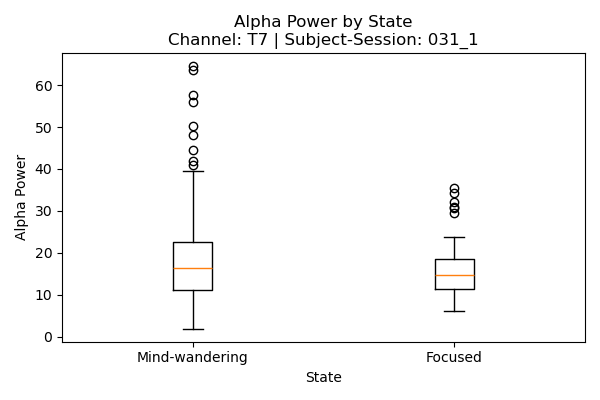 Alpha Power by State
Channel: T7 | Subject-Session: 031_1
Alpha Power
60
50
40
30
20
10
0
Mind-wandering
Focused
State